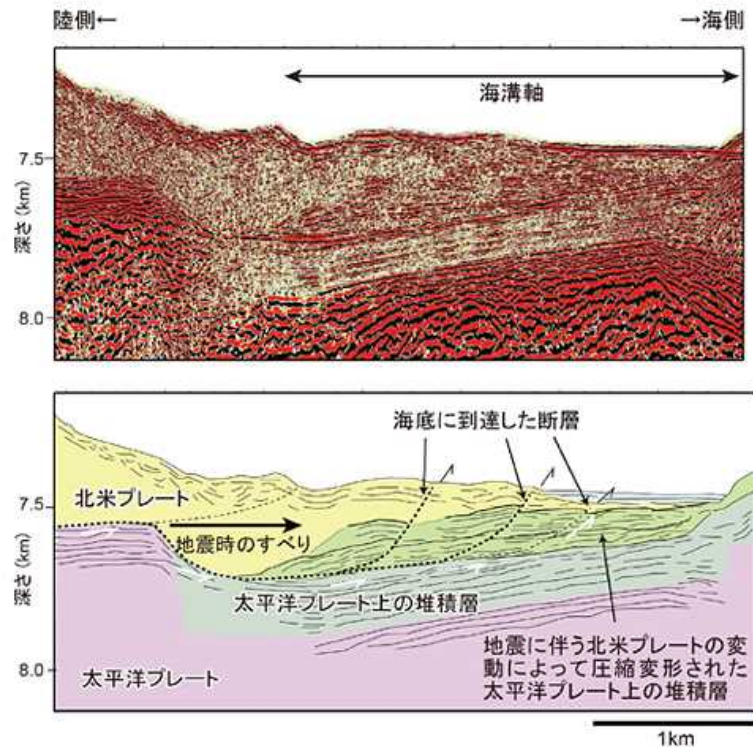 陸側←
→海側
海溝軸
7.5
深さ(km)
8.0
海底に到達した断層
北米プレート
7.5
地震時のすべり
深さ(km)
太平洋プレート上の堆積層
地震に伴う北米プレートの変
動によって圧縮変形された
太平洋プレート上の堆積層
8.0
太平洋プレート
1km